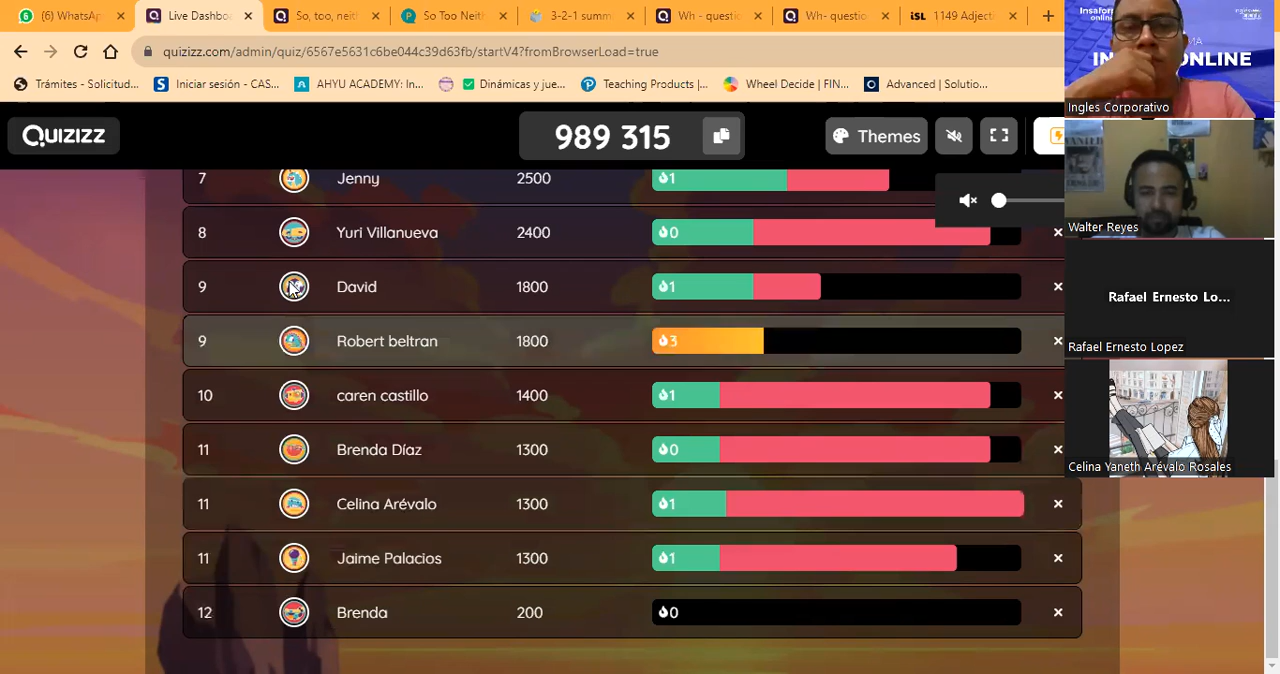 (6) WhatsAp
Live Dashbo
So, too, neith
So Too Neith
3-2-1 summ
Wh - questio
Wh- questio
iSL 1149 Adject
quizizz.com/admin/quiz/6567e5631c6be044c39d63fb/startV4?fromBrowserLoad=true
Trámites - Solicitud...
Iniciar sesión - CAS...
AHYU ACADEMY: In...
Dinámicas y jue...
Teaching Products |...
Wheel Decide | FIN...
Advanced | Solutio...
Quizizz
989 315
Themes
7 Jenny 2500 1
8 Yuri Villanueva 2400 0
9 David 1800 1
9 Robert beltran 1800 3
10 caren castillo 1400 1
11 Brenda Díaz 1300 0
11 Celina Arévalo 1300 1
11 Jaime Palacios 1300 1
12 Brenda 200 0
ONLINE
Ingles Corporativo
Walter Reyes
Rafael Ernesto Lo...
Rafael Ernesto Lopez
Celina Yaneth Arévalo Rosales